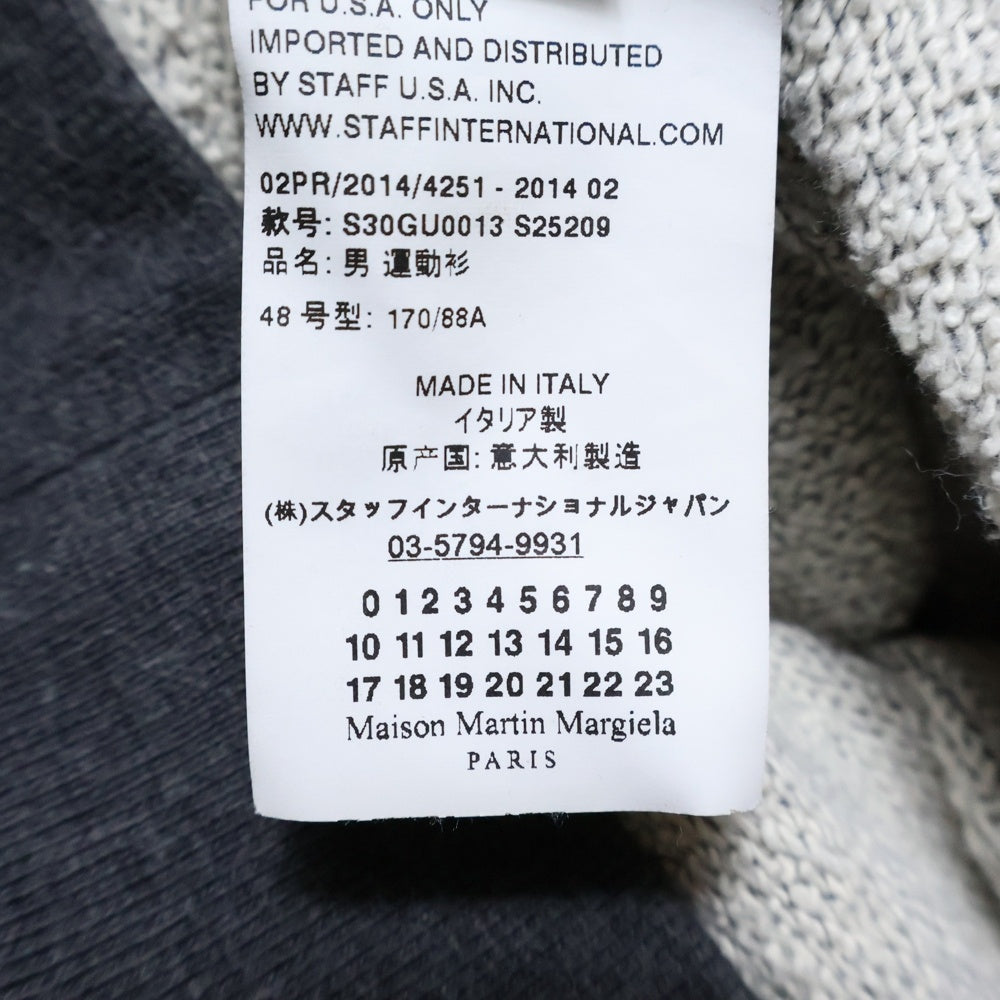 FOR U.S.A. ONLY
IMPORTED AND DISTRIBUTED
BY STAFF U.S.A. INC.
WWW.STAFFINTERNATIONAL.COM
02PR/2014/4251 - 2014 02
款号: S30GU0013 S25209
品名: 男 運動衫
48 号型: 170/88A
MADE IN ITALY
イタリア製
原产国: 意大利製造
(株)スタッフインターナショナルジャパン
03-5794-9931
0 1 2 3 4 5 6 7 8 9
10 11 12 13 14 15 16
17 18 19 20 21 22 23
Maison Martin Margiela
PARIS